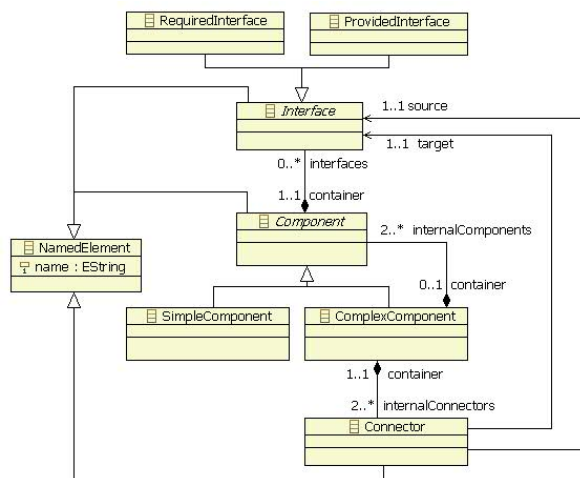 RequiredInterface
ProvidedInterface
Interface
1..1 source
1..1 target
0..* interfaces
1..1 container
Component
2..* internalComponents
NamedElement
name : EString
0..1 container
SimpleComponent
ComplexComponent
1..1 container
2..* internalConnectors
Connector